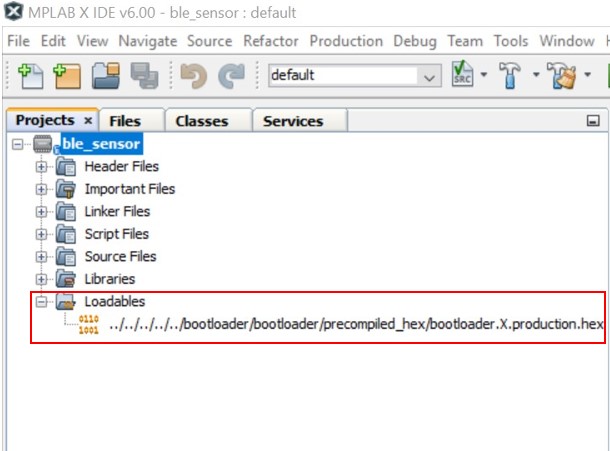 MPLAB X IDE v6.00 - ble_sensor : default
File Edit View Navigate Source Refactor Production Debug Team Tools Window
default SRC
Projects × Files Classes Services
ble_sensor
Header Files
Important Files
Linker Files
Script Files
Source Files
Libraries
Loadables
0110
1001 ../../../../../bootloader/bootloader/precompiled_hex/bootloader.X.production.hex